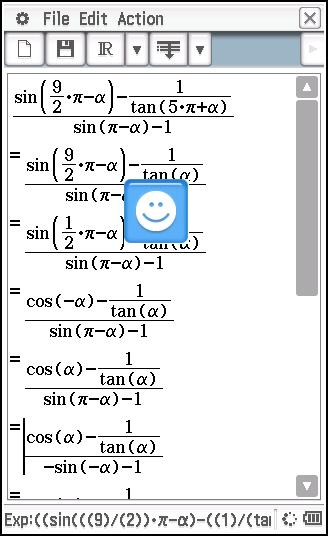 File Edit Action
sin(9/2·π-α)-1/tan(5·π+α)
sin(π-α)-1
= sin(9/2·π-α)-1/tan(α)
sin(π-
= sin(1/2·π-α) tan(α)
sin(π-α)-1
= cos(-α)-1/tan(α)
sin(π-α)-1
= cos(α)-1/tan(α)
sin(π-α)-1
= cos(α)-1/tan(α)
-sin(-α)-1
= 1
Exp:((sin(((9)/(2))·π-α)-((1)/(tan